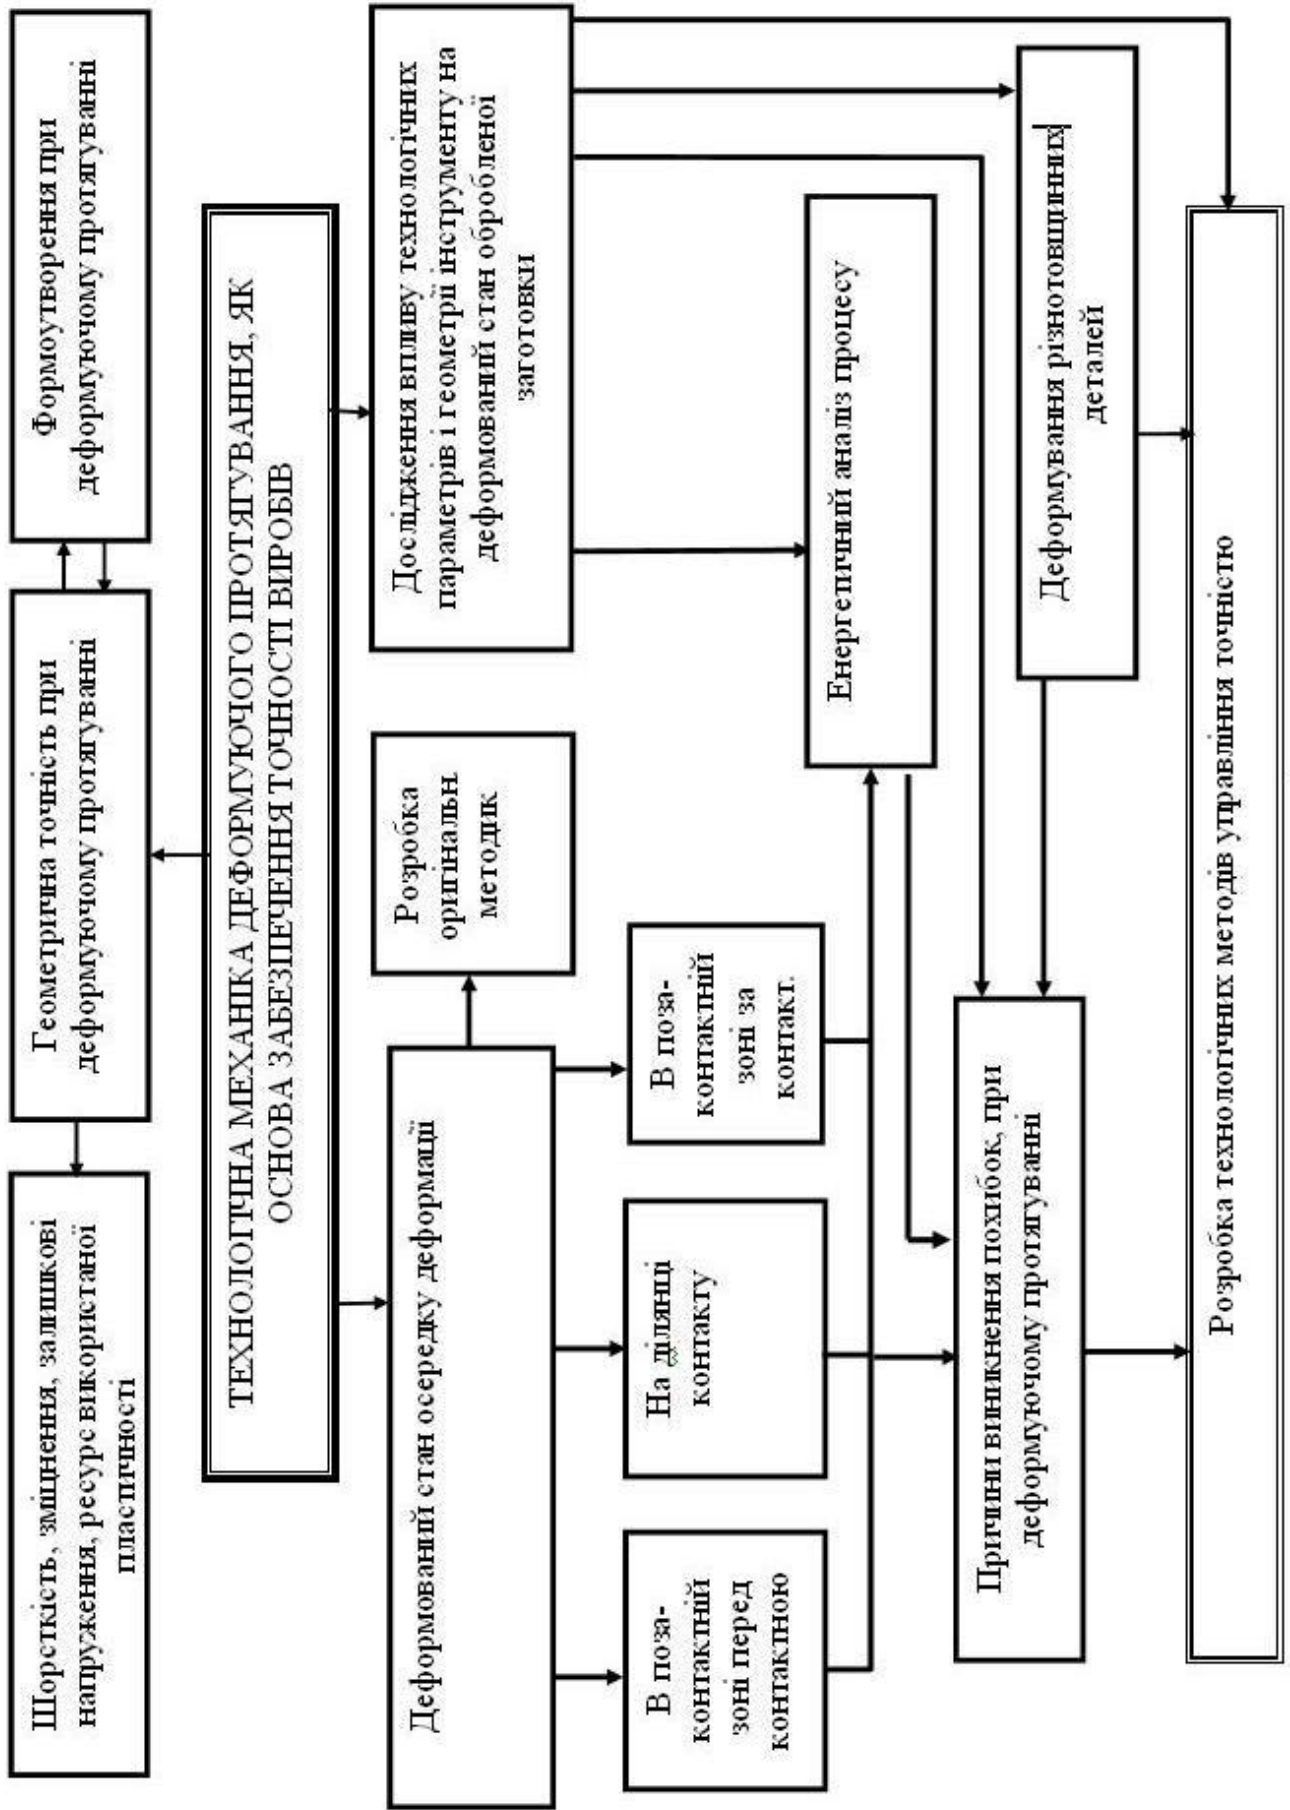 Шорсткість, зміцнення, залишкові
напруження, ресурс використаної
пластичності
Геометрична точність при
деформуючому протягуванні
Формоутворення при
деформуючому протягуванні
ТЕХНОЛОГІЧНА МЕХАНІКА ДЕФОРМУЮЧОГО ПРОТЯГУВАННЯ, ЯК
ОСНОВА ЗАБЕЗПЕЧЕННЯ ТОЧНОСТІ ВИРОБІВ
Деформований стан осередку деформації
Розробка
оригінальн.
методик
Дослідження впливу технологічних
параметрів і геометрії інструменту на
деформований стан обробленої
заготовки
В поза-
контактній
зоні перед
контактною
На ділянці
контакту
В поза-
контактній
зоні за
контакт.
Енергетичний аналіз процесу
Причини виникнення похибок, при
деформуючому протягуванні
Деформування різнотовщинних
деталей
Розробка технологічних методів управління точністю